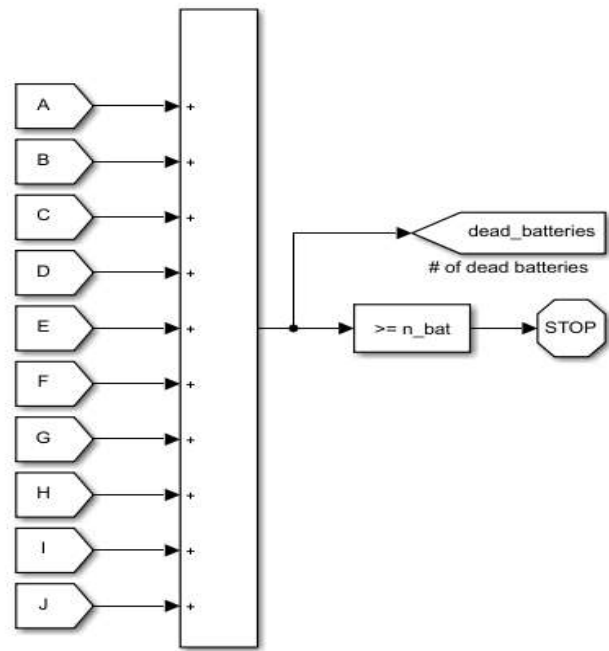 A
+
B
+
C
+
dead_batteries
D
+
# of dead batteries
E
+
>= n_bat
STOP
F
+
G
+
H
+
I
+
J
+